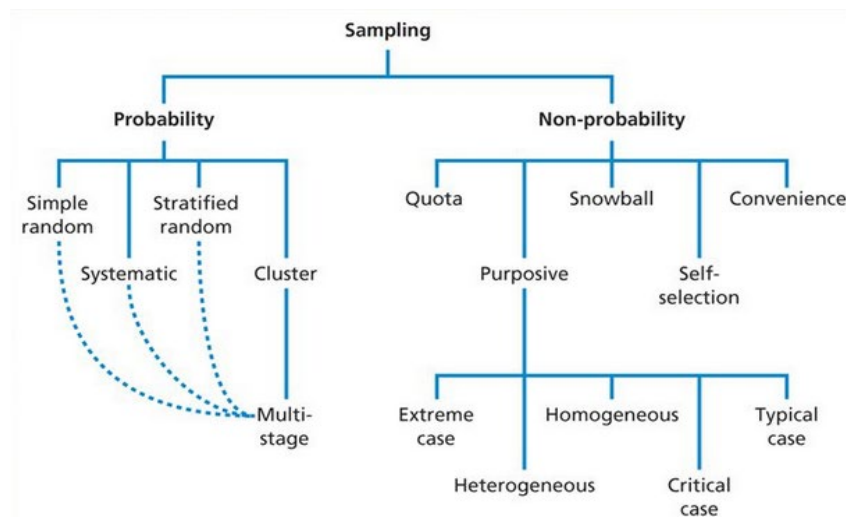 Sampling
Probability
Non-probability
Simple
random
Stratified
random
Quota
Snowball
Convenience
Systematic
Cluster
Purposive
Self-
selection
Multi-
stage
Extreme
case
Homogeneous
Typical
case
Heterogeneous
Critical
case